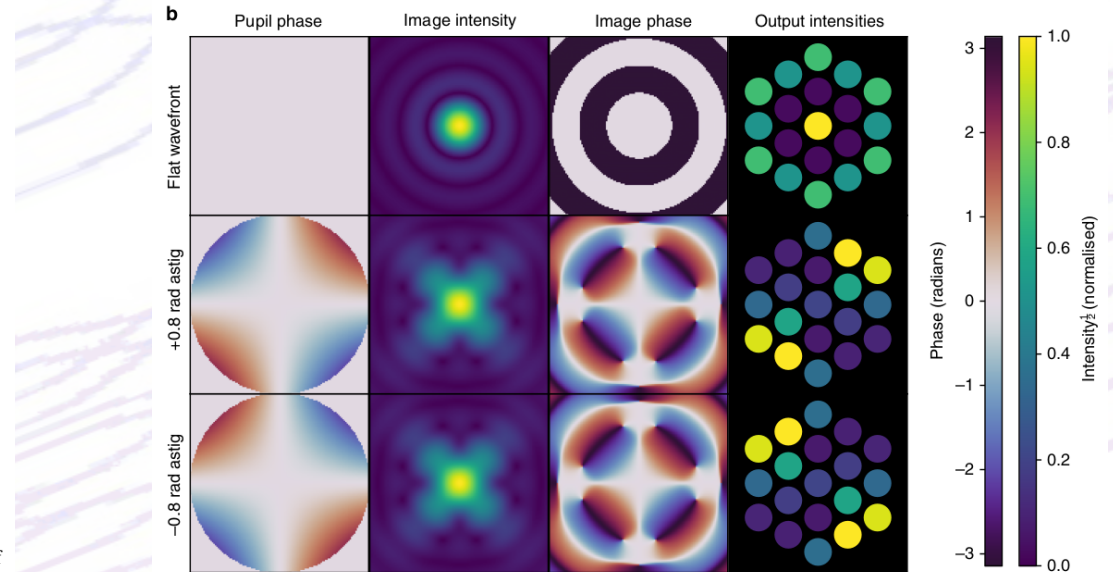 b
Pupil phase
Image intensity
Image phase
Output intensities
Flat wavefront
+0.8 rad astig
−0.8 rad astig
3
2
1
0
−1
−2
−3
Phase (radians)
1.0
0.8
0.6
0.4
0.2
0.0
Intensity½ (normalised)